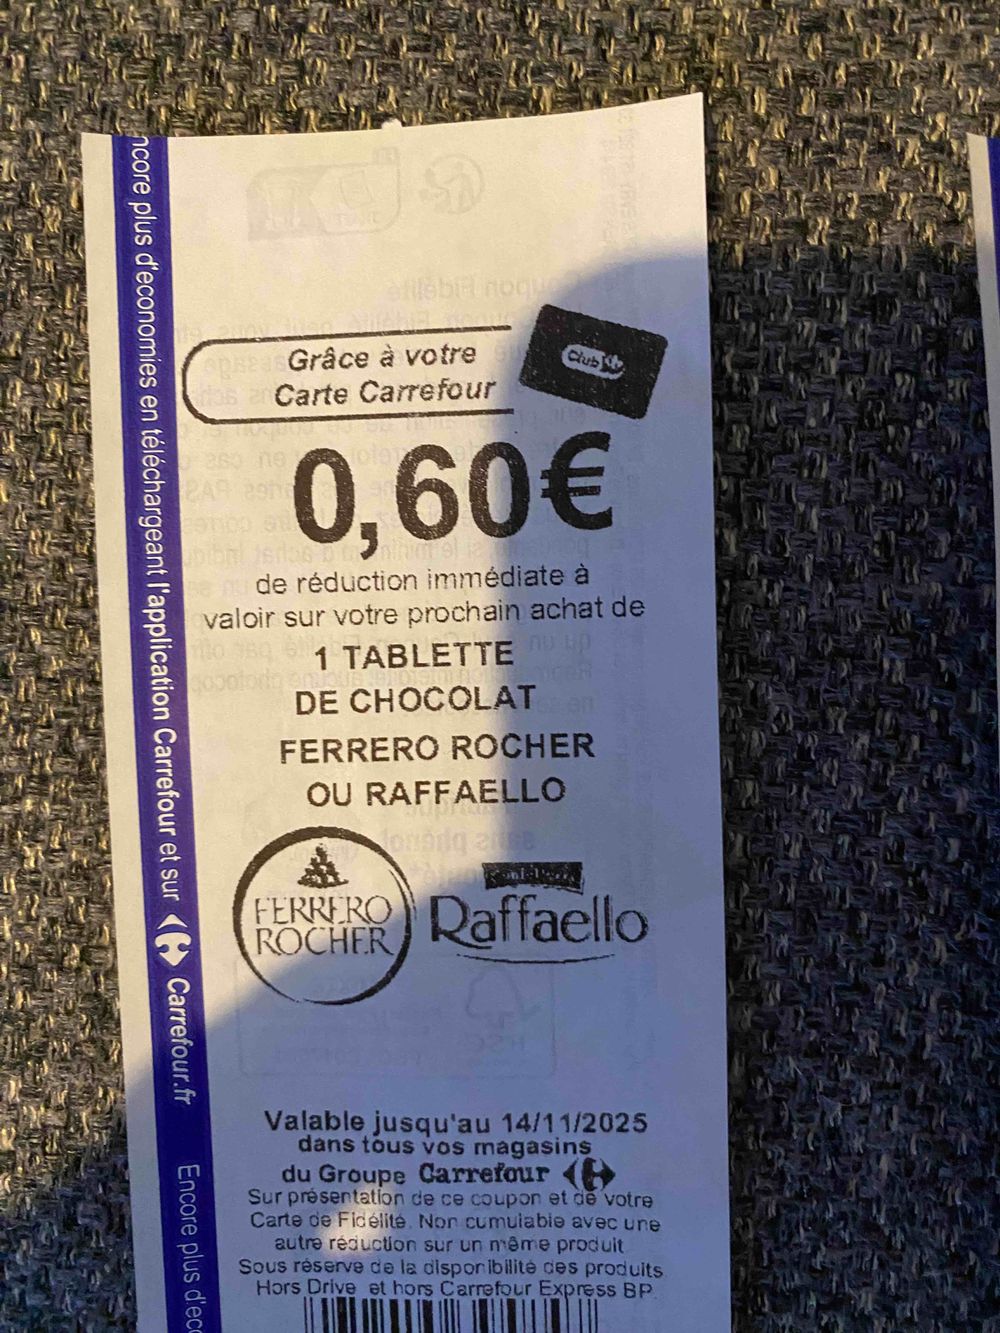 Grâce à votre
Carte Carrefour
Club
0,60€
de réduction immédiate à
valoir sur votre prochain achat de
1 TABLETTE
DE CHOCOLAT
FERRERO ROCHER
OU RAFFAELLO
FERRERO
ROCHER
Raffaello
Valable jusqu'au 14/11/2025
dans tous vos magasins
du Groupe Carrefour
Sur présentation de ce coupon et de votre
Carte de Fidélité. Non cumulable avec une
autre réduction sur un même produit.
Sous réserve de la disponibilité des produits.
Hors Drive et hors Carrefour Express BP.
ncore plus d'economies en téléchargeant l'application Carrefour et sur Carrefour.fr
Encore plus d'ec